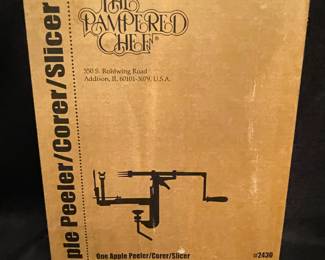 THE
PAMPERED
CHEF®
350 S. Rohlwing Road
Addison, IL 60101-3079, U.S.A.
ple Peeler/Corer/Slicer
One Apple Peeler/Corer/Slicer
#2430